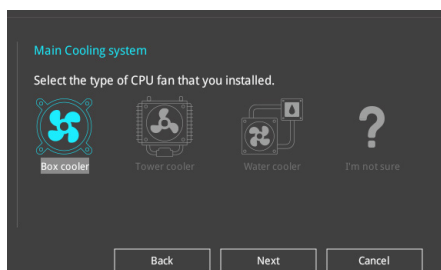 Main Cooling system
Select the type of CPU fan that you installed.
Box cooler Tower cooler Water cooler I'm not sure
Back Next Cancel